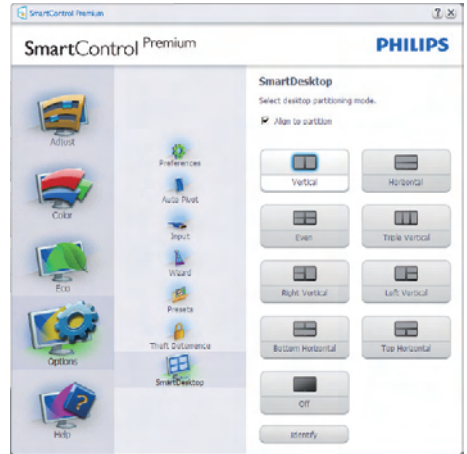 SmartControl Premium
SmartControl Premium
PHILIPS
Adjust
Color
Eco
Options
Help
Preferences
Auto Pivot
Input
Wizard
Presets
Theft Deterrence
SmartDesktop
SmartDesktop
Select desktop partitioning mode.
Align to partition
Vertical
Horizontal
Even
Triple Vertical
Right Vertical
Left Vertical
Bottom Horizontal
Top Horizontal
Off
Identify